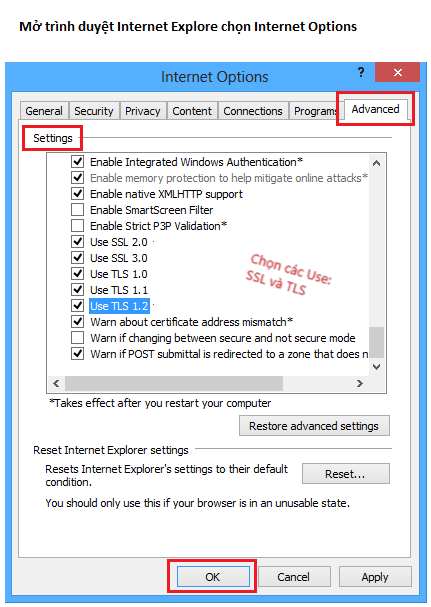 Mở trình duyệt Internet Explore chọn Internet Options
Internet Options
? x
General Security Privacy Content Connections Programs Advanced
Settings
Enable Integrated Windows Authentication*
Enable memory protection to help mitigate online attacks*
Enable native XMLHTTP support
Enable SmartScreen Filter
Enable Strict P3P Validation*
Use SSL 2.0
Use SSL 3.0
Use TLS 1.0
Use TLS 1.1
Use TLS 1.2
Chọn các Use:
SSL và TLS
Warn about certificate address mismatch*
Warn if changing between secure and not secure mode
Warn if POST submittal is redirected to a zone that does n
*Takes effect after you restart your computer
Restore advanced settings
Reset Internet Explorer settings
Resets Internet Explorer's settings to their default
condition.
Reset...
You should only use this if your browser is in an unusable state.
OK Cancel Apply